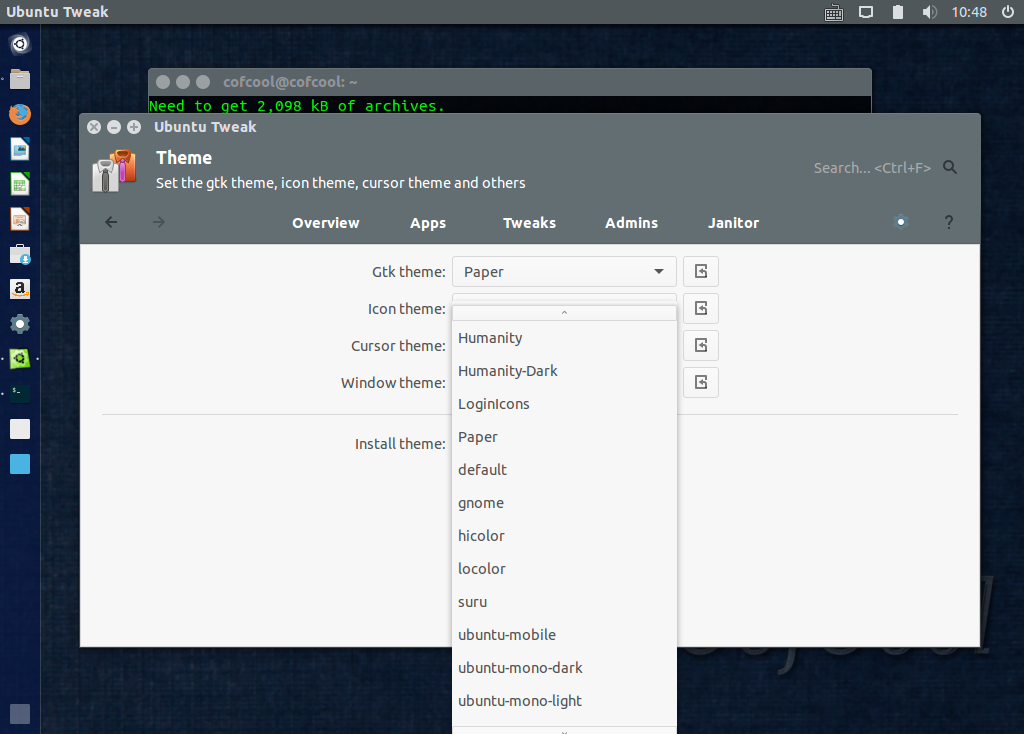 Ubuntu Tweak
10:48
cofcool@cofcool: ~
Need to get 2,098 kB of archives.
Ubuntu Tweak
Theme
Set the gtk theme, icon theme, cursor theme and others
Search... <Ctrl+F>
Overview Apps Tweaks Admins Janitor ?
Gtk theme: Paper
Icon theme:
Cursor theme:
Window theme:
Install theme:
Humanity
Humanity-Dark
LoginIcons
Paper
default
gnome
hicolor
locolor
suru
ubuntu-mobile
ubuntu-mono-dark
ubuntu-mono-light